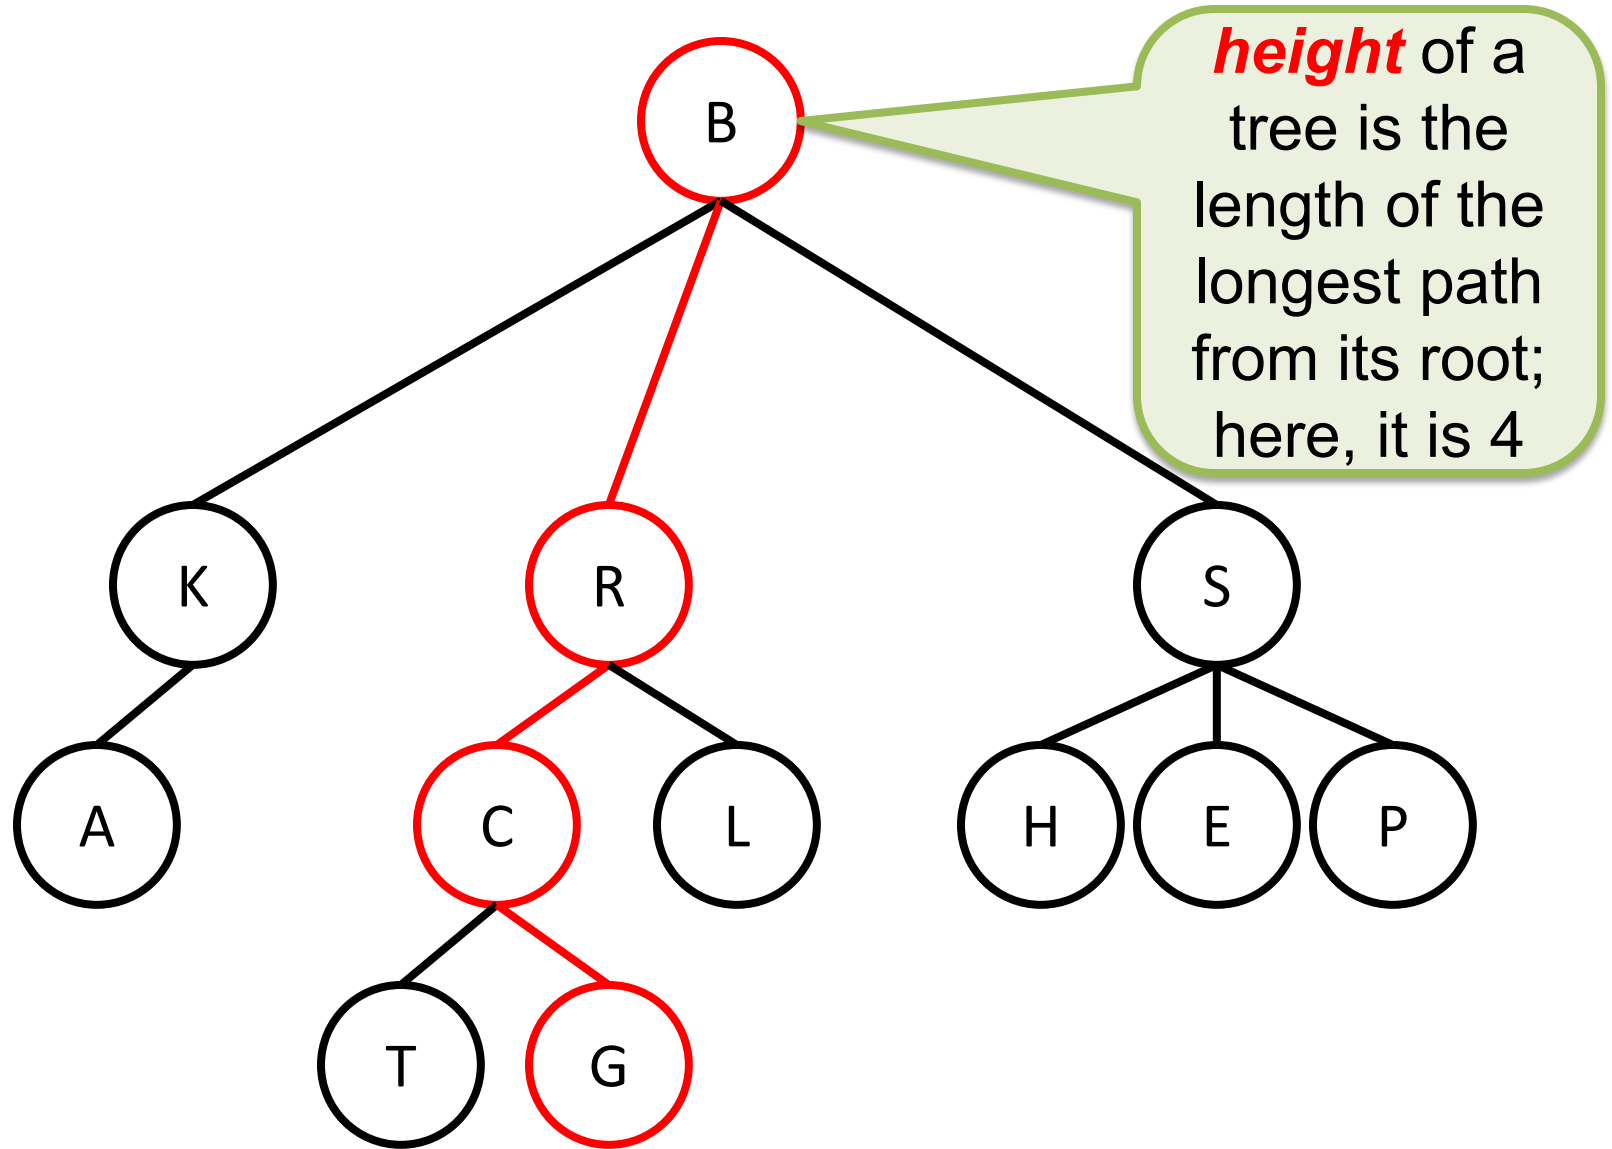 B
height of a
tree is the
length of the
longest path
from its root;
here, it is 4
K
R
S
A
C
L
H
E
P
T
G